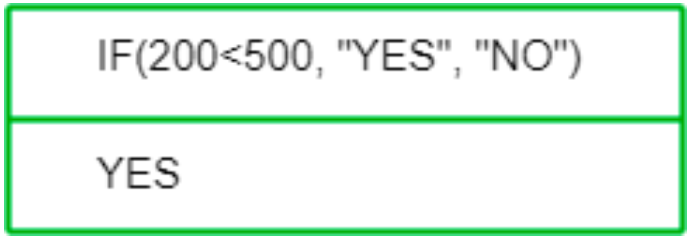 IF(200<500, "YES", "NO")
YES